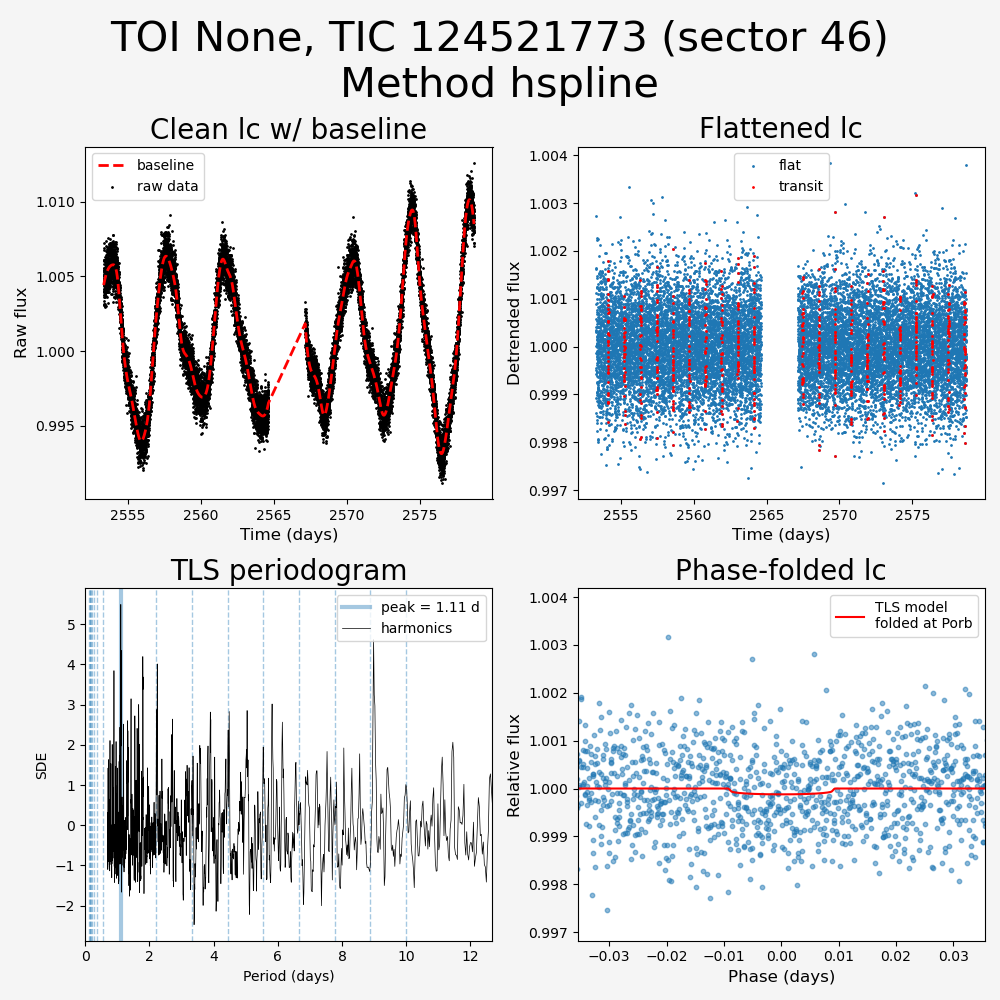 TOI None, TIC 124521773 (sector 46)
Method hspline
Clean lc w/ baseline
baseline
raw data
1.010
1.005
1.000
0.995
Raw flux
2555 2560 2565 2570 2575
Time (days)
Flattened lc
flat
transit
1.004
1.003
1.002
1.001
1.000
0.999
0.998
0.997
Detrended flux
2555 2560 2565 2570 2575
Time (days)
TLS periodogram
peak = 1.11 d
harmonics
5
4
3
2
1
0
−1
−2
SDE
0 2 4 6 8 10 12
Period (days)
Phase-folded lc
TLS model
folded at Porb
1.004
1.003
1.002
1.001
1.000
0.999
0.998
0.997
Relative flux
−0.03 −0.02 −0.01 0.00 0.01 0.02 0.03
Phase (days)